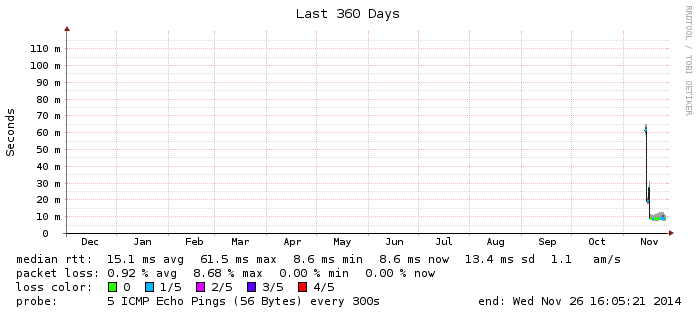 Last 360 Days
RRDTOOL / TOBI OETIKER
Seconds
110 m
100 m
90 m
80 m
70 m
60 m
50 m
40 m
30 m
20 m
10 m
0
Dec Jan Feb Mar Apr May Jun Jul Aug Sep Oct Nov
median rtt: 15.1 ms avg 61.5 ms max 8.6 ms min 8.6 ms now 13.4 ms sd 1.1 am/s
packet loss: 0.92 % avg 8.68 % max 0.00 % min 0.00 % now
loss color: 0 1/5 2/5 3/5 4/5
probe: 5 ICMP Echo Pings (56 Bytes) every 300s end: Wed Nov 26 16:05:21 2014